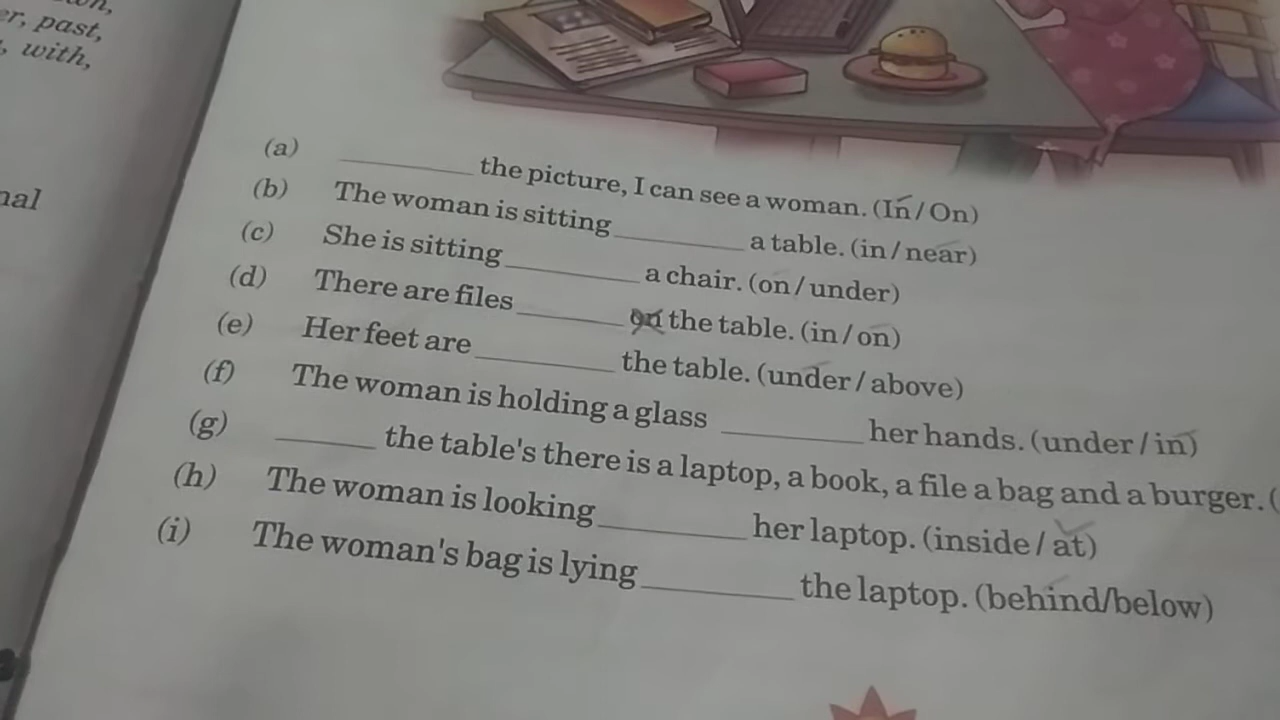 er, past,
, with,
nal
(a) ________ the picture, I can see a woman. (In/On)
(b) The woman is sitting ________ a table. (in/near)
(c) She is sitting ________ a chair. (on/under)
(d) There are files ________ on the table. (in/on)
(e) Her feet are ________ the table. (under/above)
(f) The woman is holding a glass ________ her hands. (under/in)
(g) ________ the table's there is a laptop, a book, a file a bag and a burger. (
(h) The woman is looking ________ her laptop. (inside/at)
(i) The woman's bag is lying ________ the laptop. (behind/below)